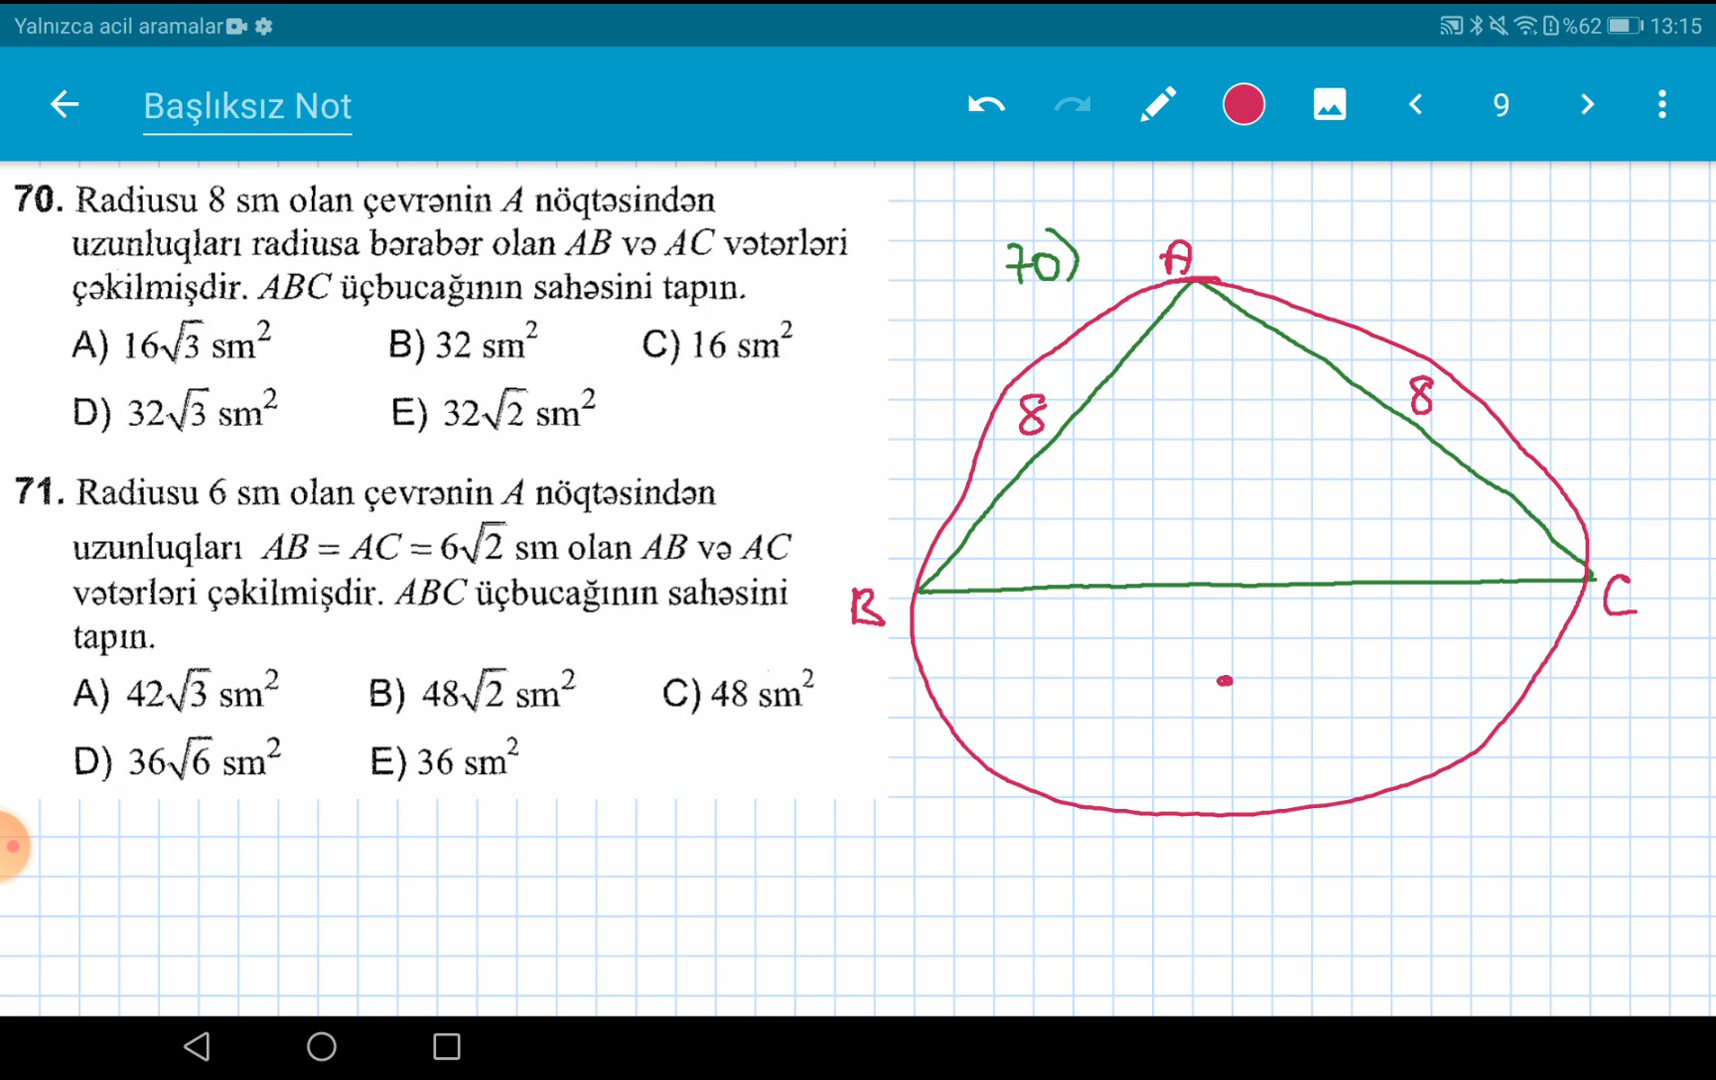 Yalnızca acil aramalar
%62 13:15
Başlıksız Not
9
70. Radiusu 8 sm olan çevrənin A nöqtəsindən
uzunluqları radiusa bərabər olan AB və AC vətərləri
çəkilmişdir. ABC üçbucağının sahəsini tapın.
A) 16√3 sm² B) 32 sm² C) 16 sm²
D) 32√3 sm² E) 32√2 sm²
71. Radiusu 6 sm olan çevrənin A nöqtəsindən
uzunluqları AB = AC = 6√2 sm olan AB və AC
vətərləri çəkilmişdir. ABC üçbucağının sahəsini
tapın.
A) 42√3 sm² B) 48√2 sm² C) 48 sm²
D) 36√6 sm² E) 36 sm²
70)
A
8
8
B
C